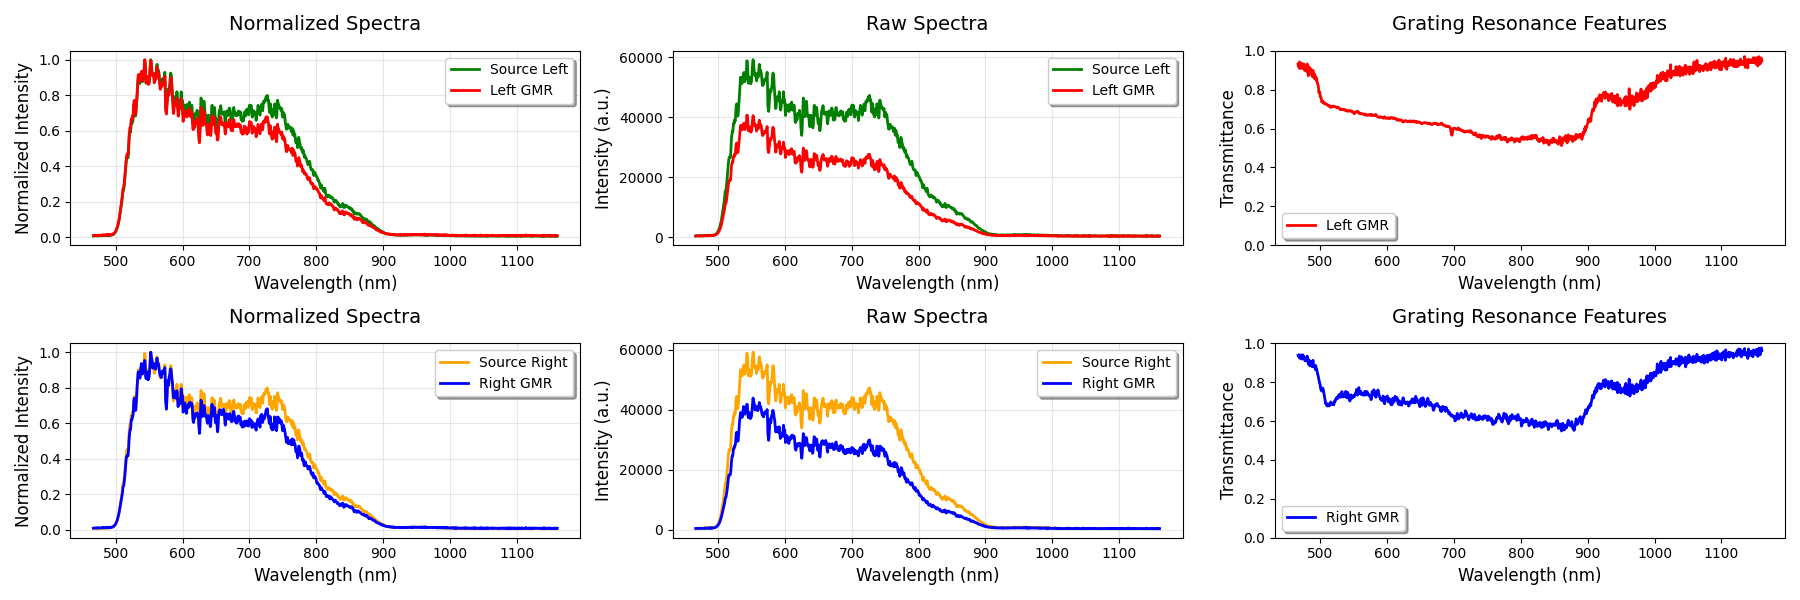 Normalized Spectra
Normalized Intensity
1.0
0.8
0.6
0.4
0.2
0.0
Source Left
Left GMR
500 600 700 800 900 1000 1100
Wavelength (nm)
Raw Spectra
Intensity (a.u.)
60000
40000
20000
0
Source Left
Left GMR
500 600 700 800 900 1000 1100
Wavelength (nm)
Grating Resonance Features
Transmittance
1.0
0.8
0.6
0.4
0.2
0.0
Left GMR
500 600 700 800 900 1000 1100
Wavelength (nm)
Normalized Spectra
Normalized Intensity
1.0
0.8
0.6
0.4
0.2
0.0
Source Right
Right GMR
500 600 700 800 900 1000 1100
Wavelength (nm)
Raw Spectra
Intensity (a.u.)
60000
40000
20000
0
Source Right
Right GMR
500 600 700 800 900 1000 1100
Wavelength (nm)
Grating Resonance Features
Transmittance
1.0
0.8
0.6
0.4
0.2
0.0
Right GMR
500 600 700 800 900 1000 1100
Wavelength (nm)